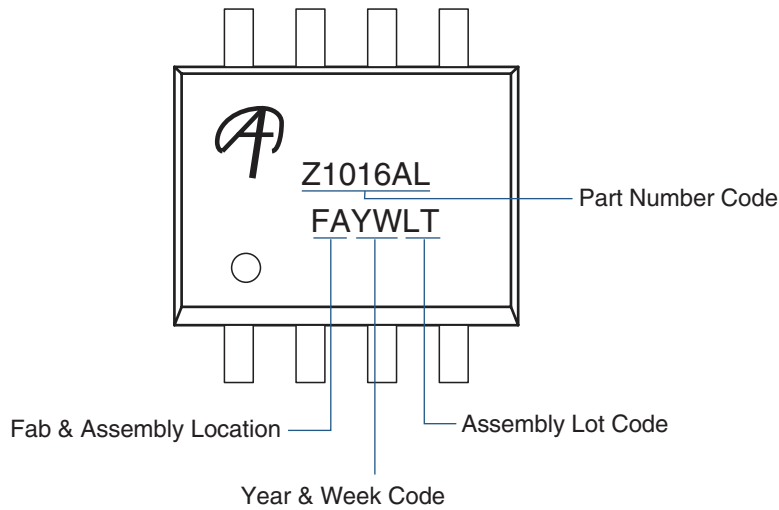 Z1016AL
Part Number Code
FAYWLT
Fab & Assembly Location
Assembly Lot Code
Year & Week Code